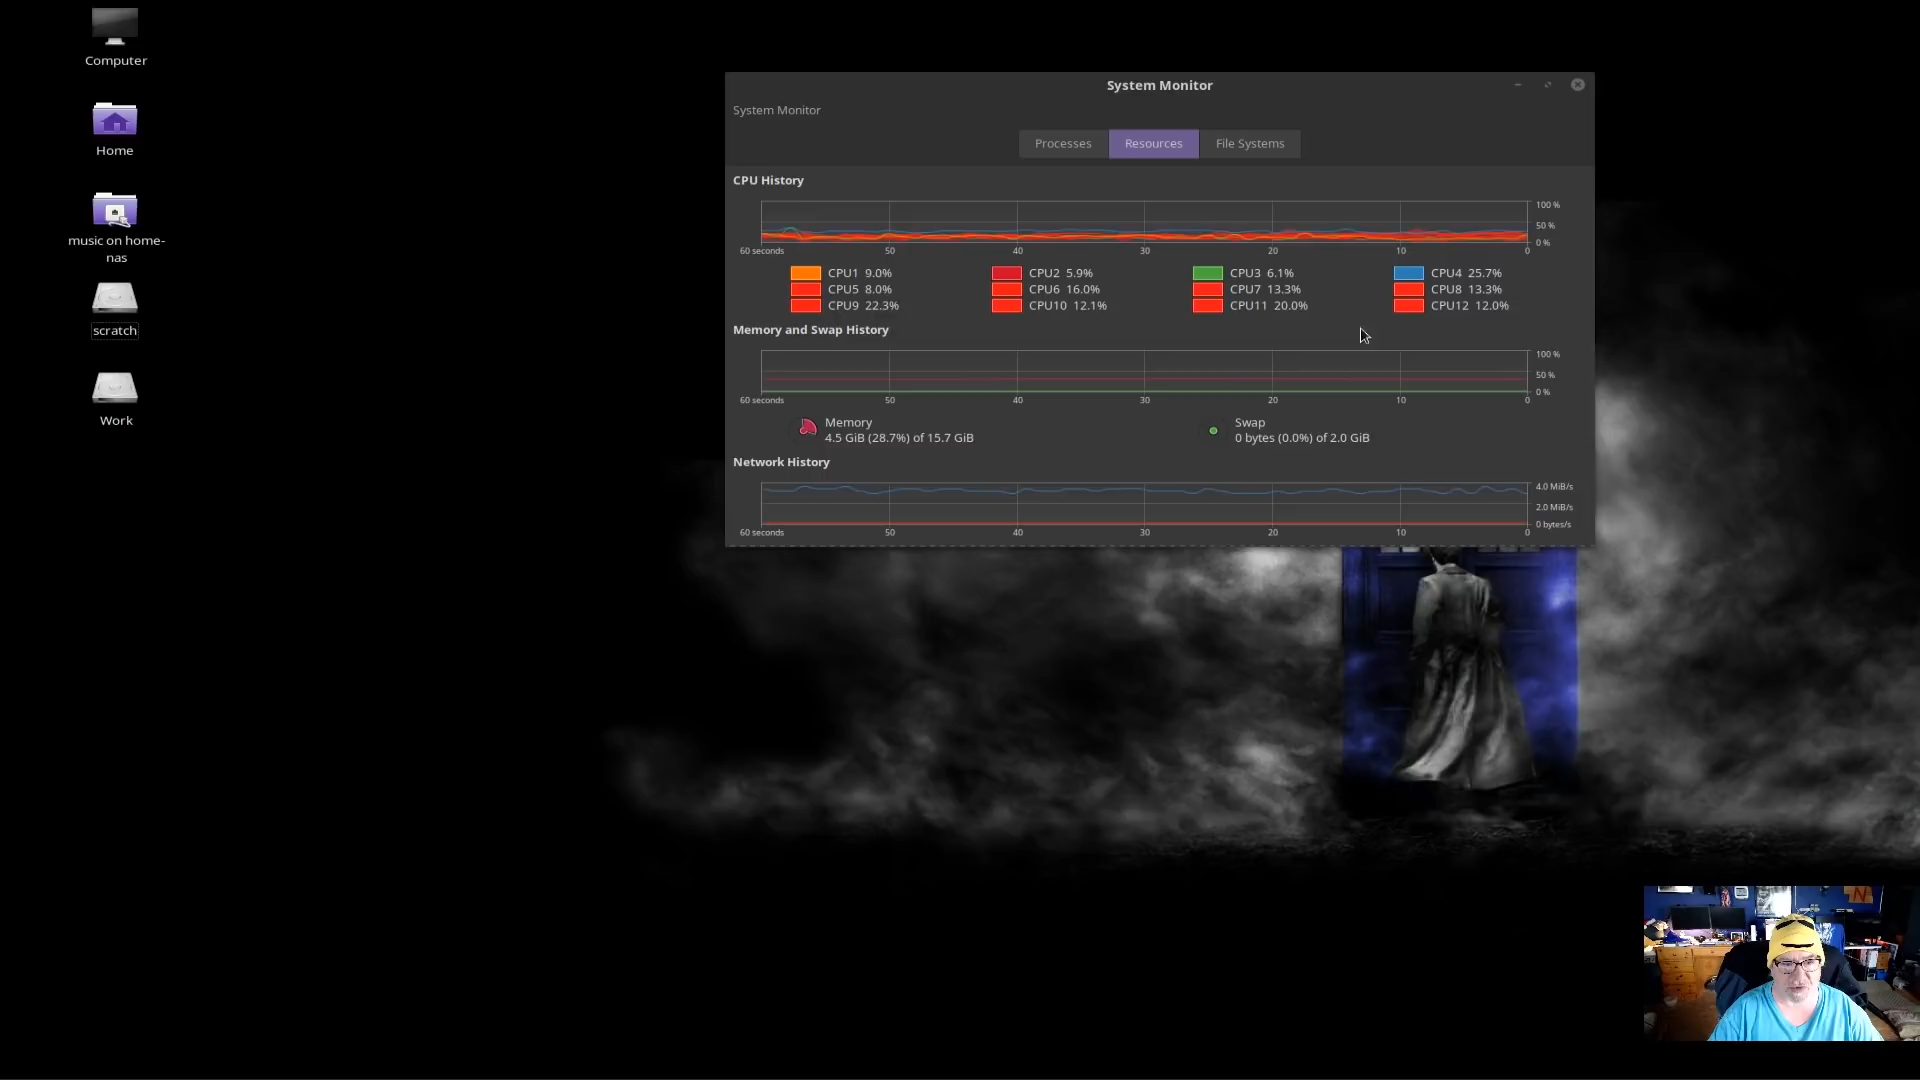 Computer
Home
music on home-
nas
scratch
Work
System Monitor
System Monitor
Processes Resources File Systems
CPU History
100 %
50 %
0 %
60 seconds 50 40 30 20 10 0
CPU1 9.0% CPU2 5.9% CPU3 6.1% CPU4 25.7%
CPU5 8.0% CPU6 16.0% CPU7 13.3% CPU8 13.3%
CPU9 22.3% CPU10 12.1% CPU11 20.0% CPU12 12.0%
Memory and Swap History
100 %
50 %
0 %
60 seconds 50 40 30 20 10 0
Memory Swap
4.5 GiB (28.7%) of 15.7 GiB 0 bytes (0.0%) of 2.0 GiB
Network History
4.0 MiB/s
2.0 MiB/s
0 bytes/s
60 seconds 50 40 30 20 10 0
N